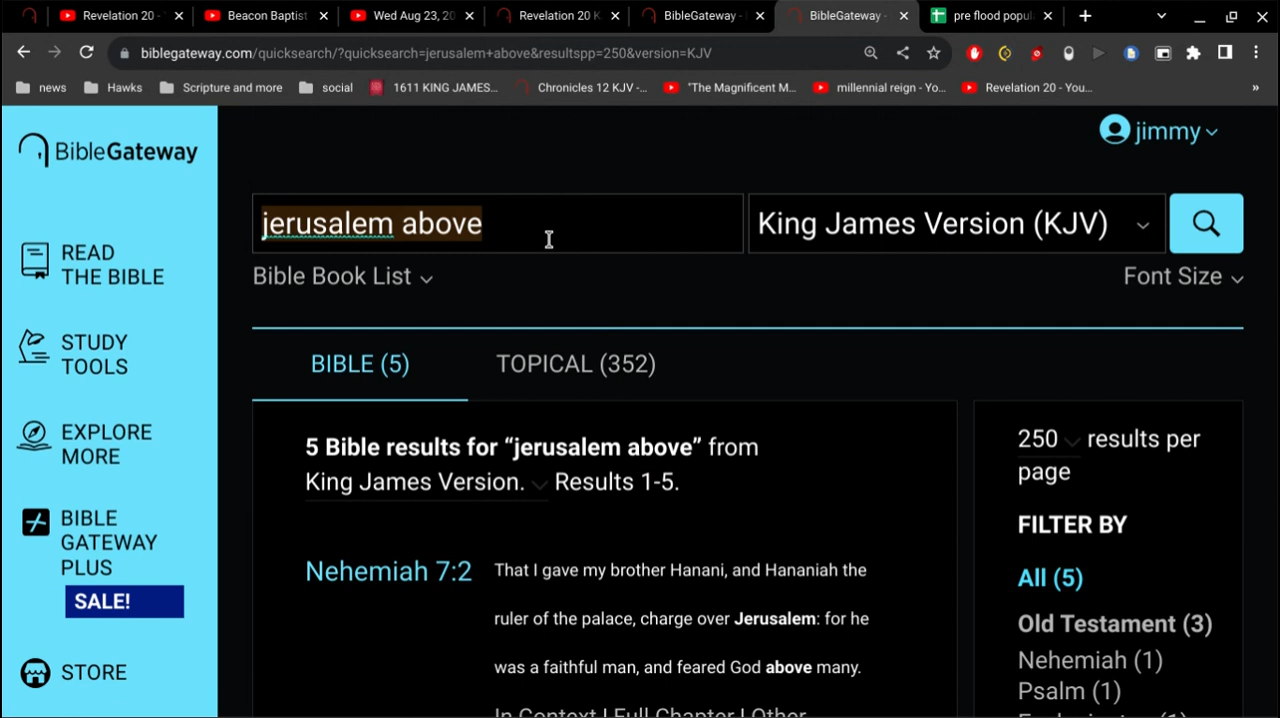 Revelation 20 -
Beacon Baptist
Wed Aug 23, 20
Revelation 20 K
BibleGateway -
BibleGateway -
pre flood popul
biblegateway.com/quicksearch/?quicksearch=jerusalem+above&resultspp=250&version=KJV
news
Hawks
Scripture and more
social
1611 KING JAMES...
Chronicles 12 KJV -...
"The Magnificent M...
millennial reign - Yo...
Revelation 20 - You...
»
BibleGateway
jimmy
jerusalem above
King James Version (KJV)
Bible Book List
Font Size
READ
THE BIBLE
STUDY
TOOLS
EXPLORE
MORE
BIBLE
GATEWAY
PLUS
SALE!
STORE
BIBLE (5)
TOPICAL (352)
5 Bible results for “jerusalem above” from
King James Version. Results 1-5.
Nehemiah 7:2
That I gave my brother Hanani, and Hananiah the
ruler of the palace, charge over Jerusalem: for he
was a faithful man, and feared God above many.
In Context | Full Chapter | Other
250 results per
page
FILTER BY
All (5)
Old Testament (3)
Nehemiah (1)
Psalm (1)